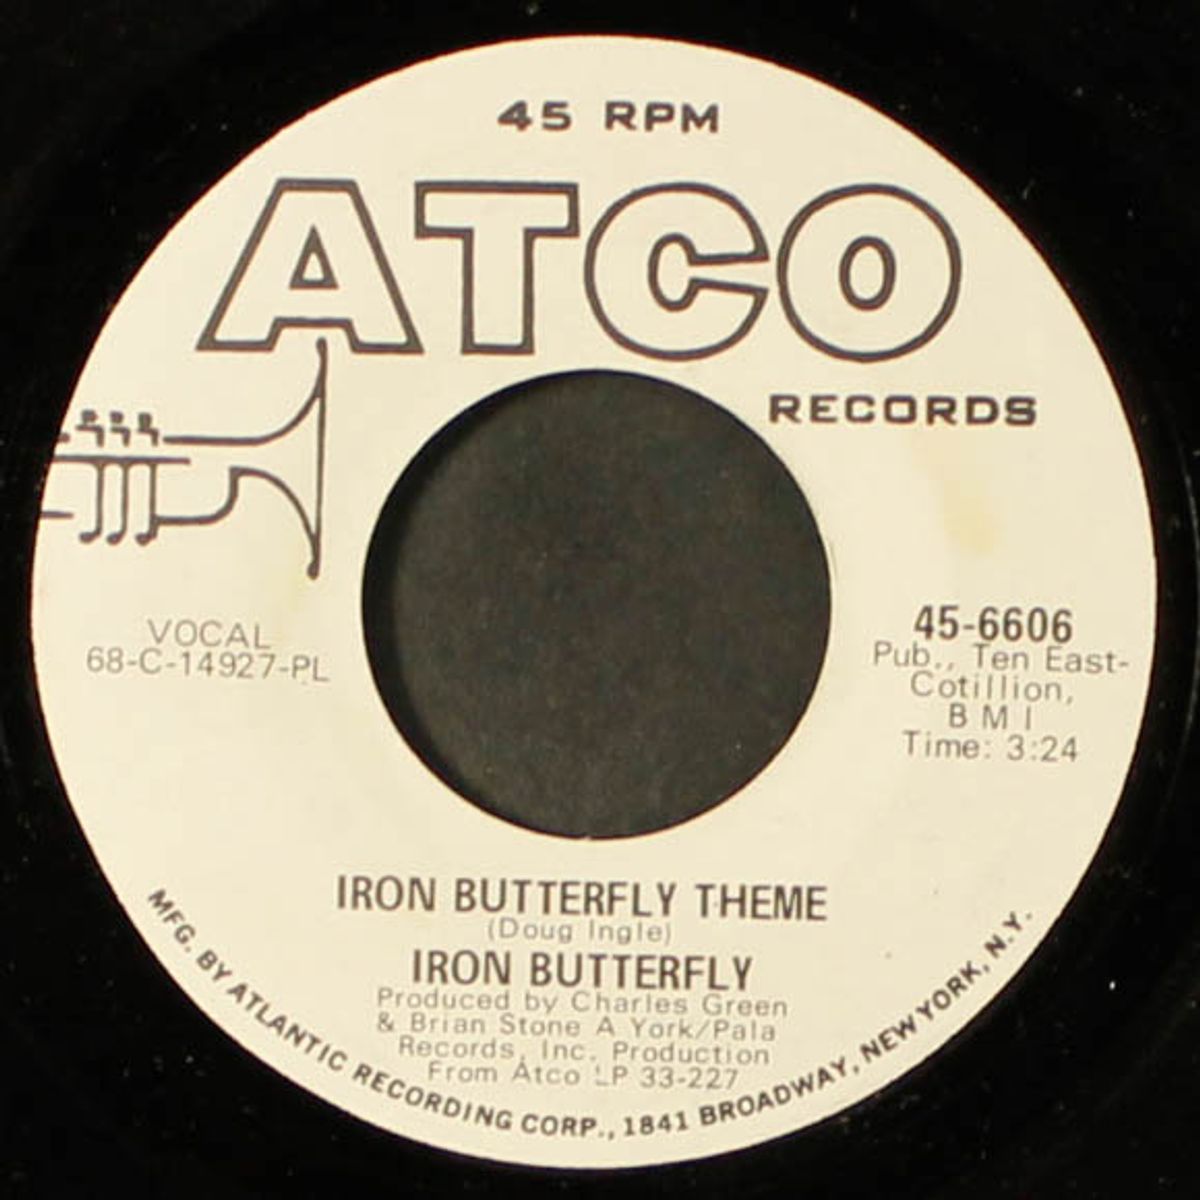 45 RPM
ATCO
RECORDS
VOCAL
68-C-14927-PL
45-6606
Pub., Ten East-
Cotillion,
B M I
Time: 3:24
IRON BUTTERFLY THEME
(Doug Ingle)
IRON BUTTERFLY
Produced by Charles Green
& Brian Stone A York/Pala
Records, Inc. Production
From Atco LP 33-227
MFG. BY ATLANTIC RECORDING CORP., 1841 BROADWAY, NEW YORK, N.Y.